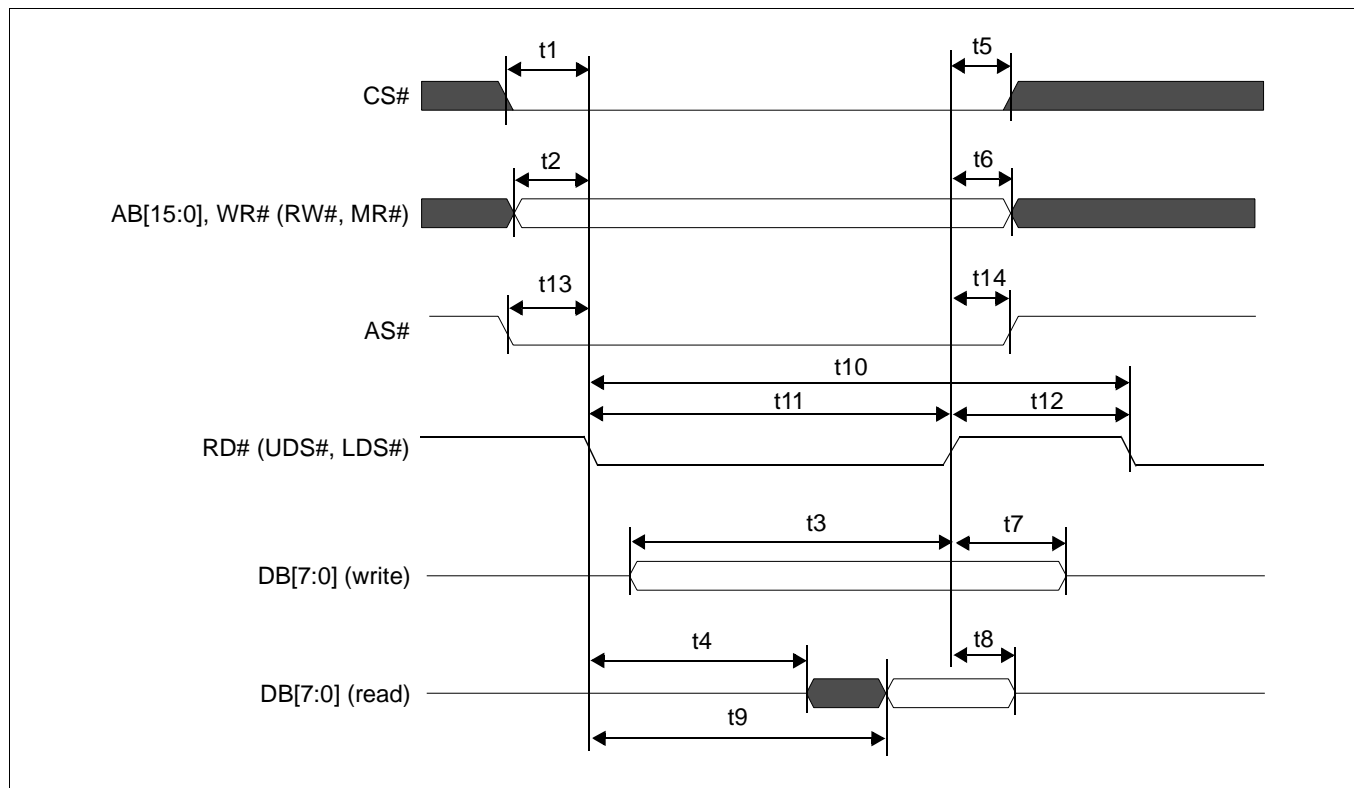 t1 t5
CS#
t2 t6
AB[15:0], WR# (RW#, MR#)
t13 t14
AS#
t10
t11 t12
RD# (UDS#, LDS#)
t3 t7
DB[7:0] (write)
t4 t8
DB[7:0] (read)
t9